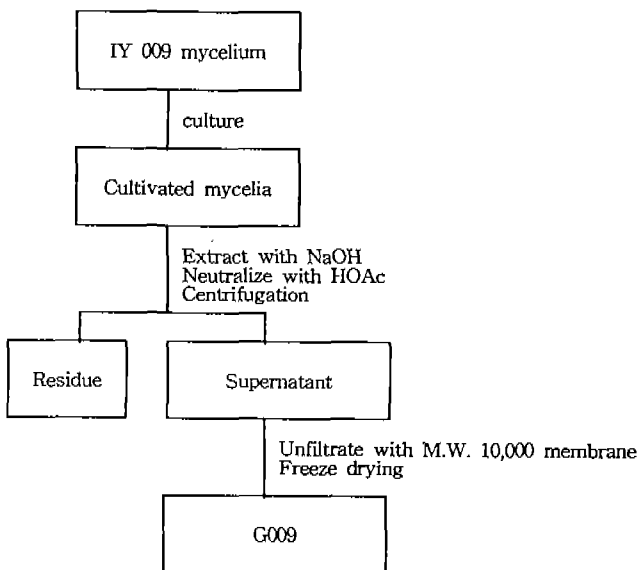 IY 009 mycelium
culture
Cultivated mycelia
Extract with NaOH
Neutralize with HOAc
Centrifugation
Residue
Supernatant
Unfiltrate with M.W. 10,000 membrane
Freeze drying
G009